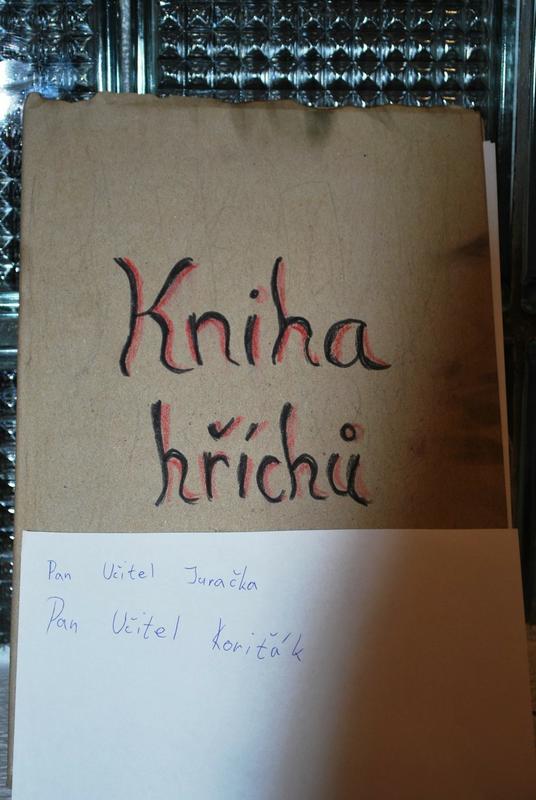 Kniha
hříchů
Pan Učitel Juračka
Pan Učitel Koriťák